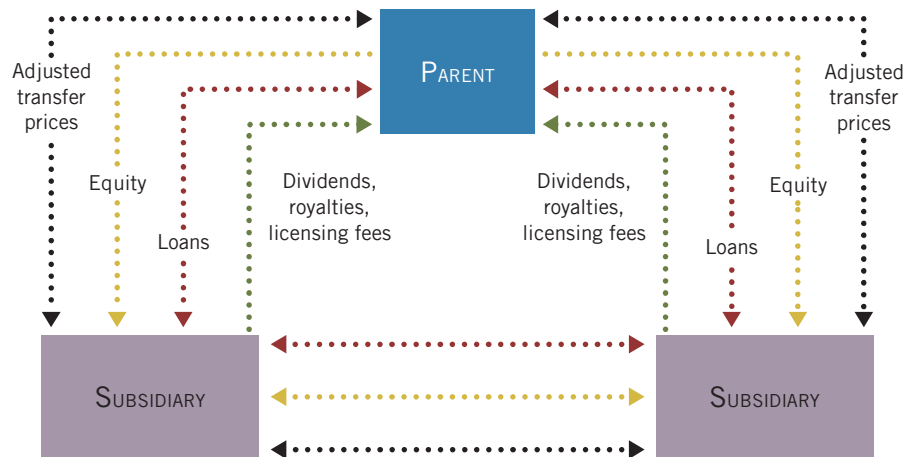 PARENT
Adjusted
transfer
prices
Equity
Loans
Dividends,
royalties,
licensing fees
Dividends,
royalties,
licensing fees
Loans
Equity
Adjusted
transfer
prices
SUBSIDIARY
SUBSIDIARY